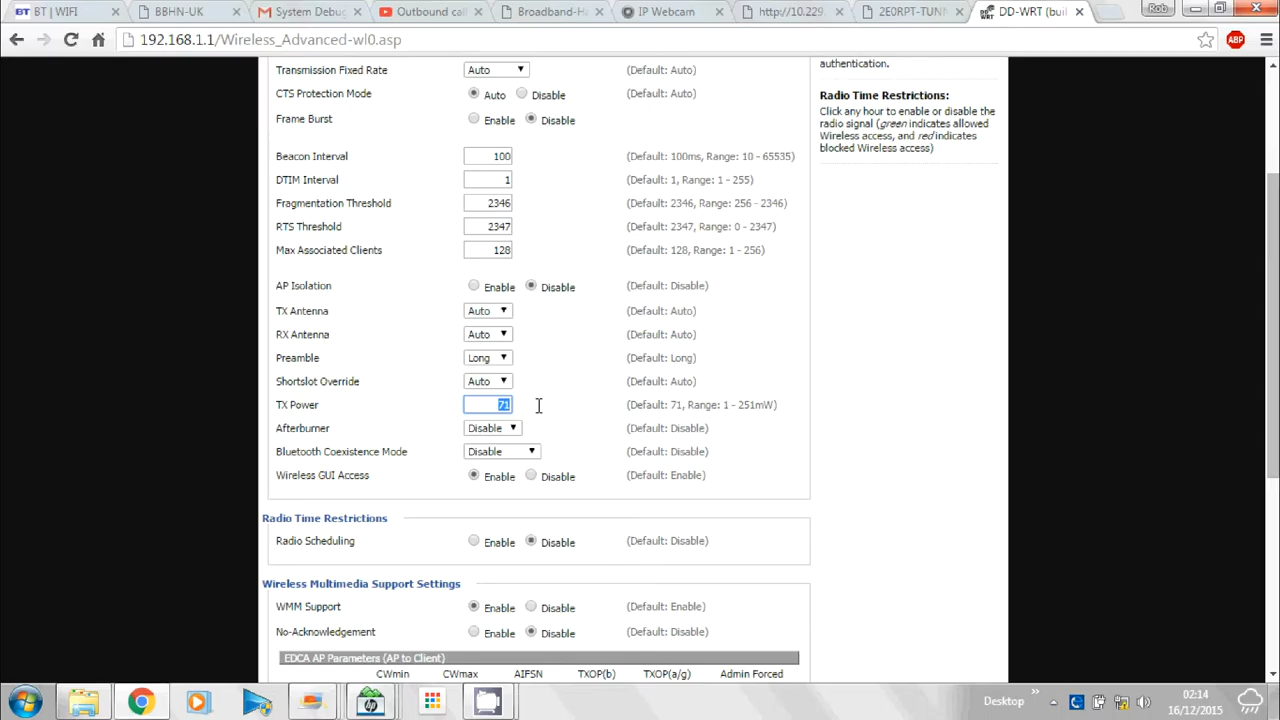 BT | WIFI
BBHN-UK
System Debug
Outbound call
Broadband-H
IP Webcam
http://10.229
2E0RPT-TUNN
DD-WRT (buil
Rob
192.168.1.1/Wireless_Advanced-wl0.asp
ABP
Transmission Fixed Rate Auto (Default: Auto)
authentication.
CTS Protection Mode Auto Disable (Default: Auto)
Frame Burst Enable Disable (Default: Disable)
Radio Time Restrictions:
Click any hour to enable or disable the
radio signal (green indicates allowed
Wireless access, and red indicates
blocked Wireless access)
Beacon Interval 100 (Default: 100ms, Range: 10 - 65535)
DTIM Interval 1 (Default: 1, Range: 1 - 255)
Fragmentation Threshold 2346 (Default: 2346, Range: 256 - 2346)
RTS Threshold 2347 (Default: 2347, Range: 0 - 2347)
Max Associated Clients 128 (Default: 128, Range: 1 - 256)
AP Isolation Enable Disable (Default: Disable)
TX Antenna Auto (Default: Auto)
RX Antenna Auto (Default: Auto)
Preamble Long (Default: Long)
Shortslot Override Auto (Default: Auto)
TX Power 71 (Default: 71, Range: 1 - 251mW)
Afterburner Disable (Default: Disable)
Bluetooth Coexistence Mode Disable (Default: Disable)
Wireless GUI Access Enable Disable (Default: Enable)
Radio Time Restrictions
Radio Scheduling Enable Disable (Default: Disable)
Wireless Multimedia Support Settings
WMM Support Enable Disable (Default: Enable)
No-Acknowledgement Enable Disable (Default: Disable)
EDCA AP Parameters (AP to Client)
CWmin CWmax AIFSN TXOP(b) TXOP(a/g) Admin Forced
Desktop
02:14
16/12/2015